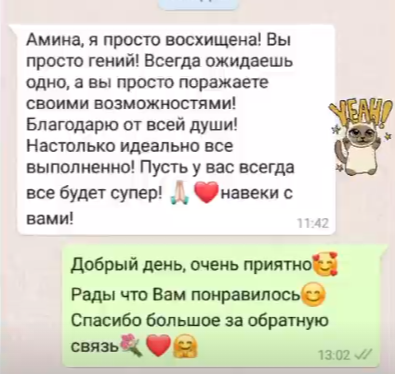 Амина, я просто восхищена! Вы
просто гений! Всегда ожидаешь
одно, а вы просто поражаете
своими возможностями!
Благодарю от всей души!
Настолько идеально все
выполненно! Пусть у вас всегда
все будет супер! 🙏🏻❤️навеки с
вами!
11:42
YEAH!
Добрый день, очень приятно🥰
Рады что Вам понравилось😊
Спасибо большое за обратную
связь💐❤️🤗
13:02